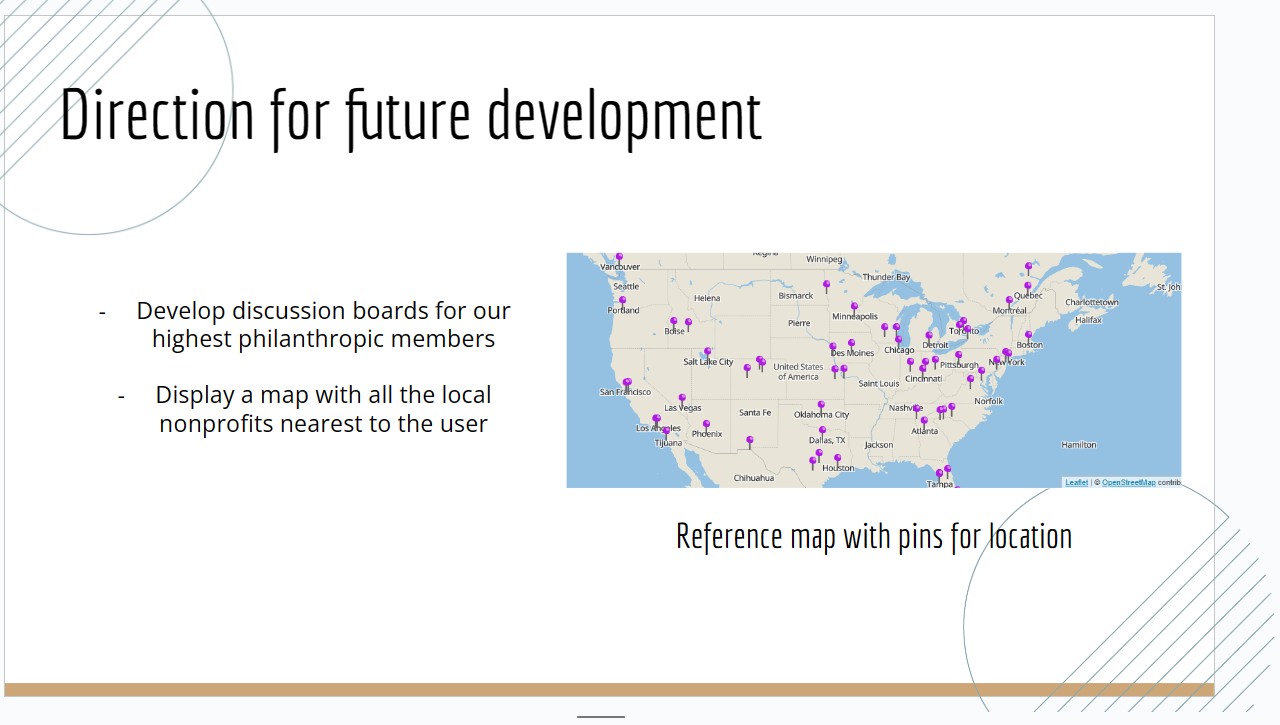 Direction for future development
- Develop discussion boards for our
highest philanthropic members
- Display a map with all the local
nonprofits nearest to the user
Regina
Winnipeg
Vancouver
Thunder Bay
Seattle
Helena
Bismarck
Québec
St. Joh
Charlottetown
Portland
Montréal
Minneapolis
Halifax
Boise
Pierre
Toronto
Boston
Salt Lake City
Des Moines
Chicago
Detroit
New York
United States
of America
Pittsburgh
Cincinnati
Saint Louis
San Francisco
Las Vegas
Santa Fe
Oklahoma City
Nashville
Norfolk
Los Angeles
Phoenix
Atlanta
Tijuana
Dallas, TX
Jackson
Hamilton
Houston
Chihuahua
Tampa
Leaflet | © OpenStreetMap contrib
Reference map with pins for location